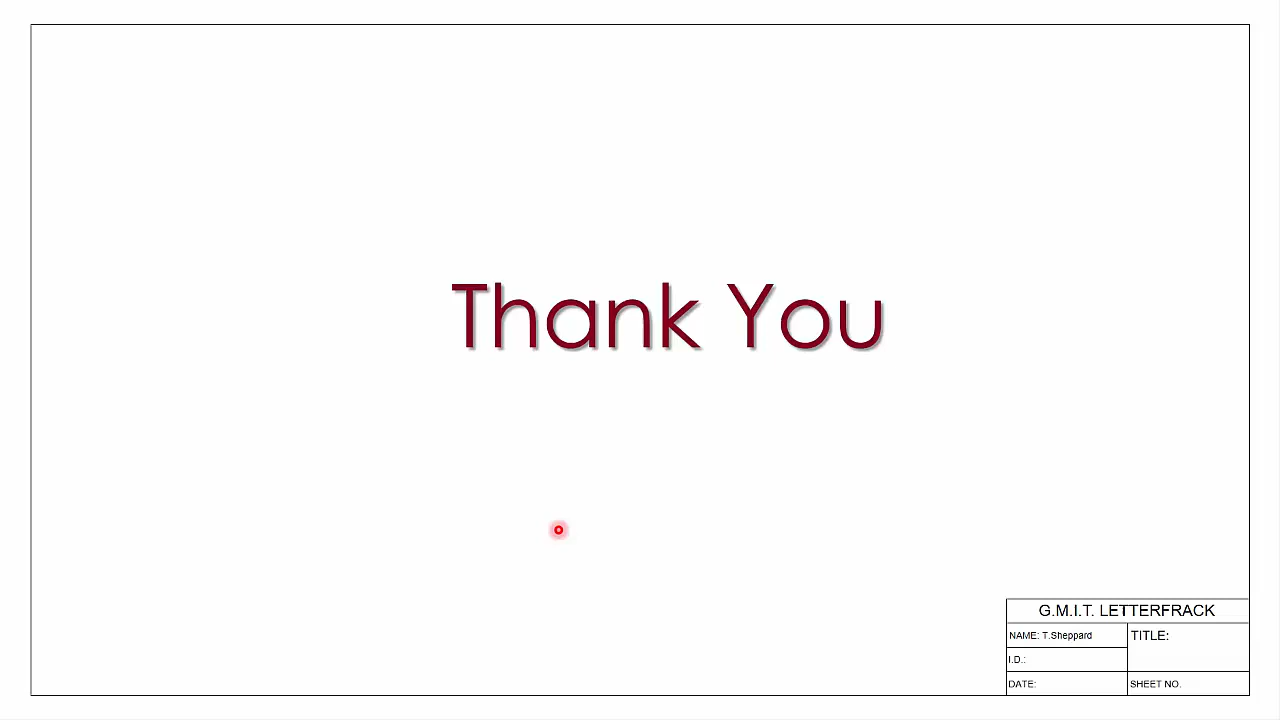 Thank You
G.M.I.T. LETTERFRACK
NAME: T.Sheppard
TITLE:
I.D.:
DATE:
SHEET NO.